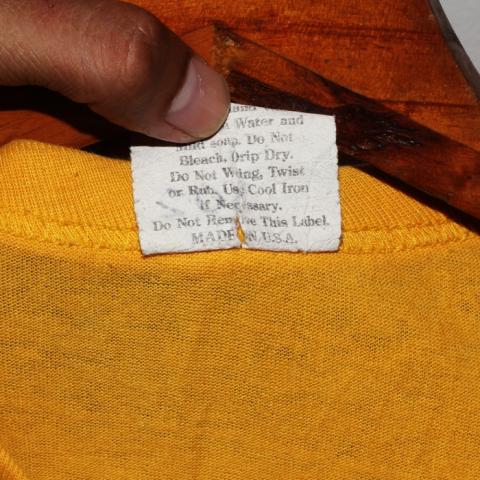 Water and
mild soap. Do Not
Bleach, Drip Dry.
Do Not Wring, Twist
or Rub. Use Cool Iron
if Necessary.
Do Not Remove This Label.
MADE IN U.S.A.